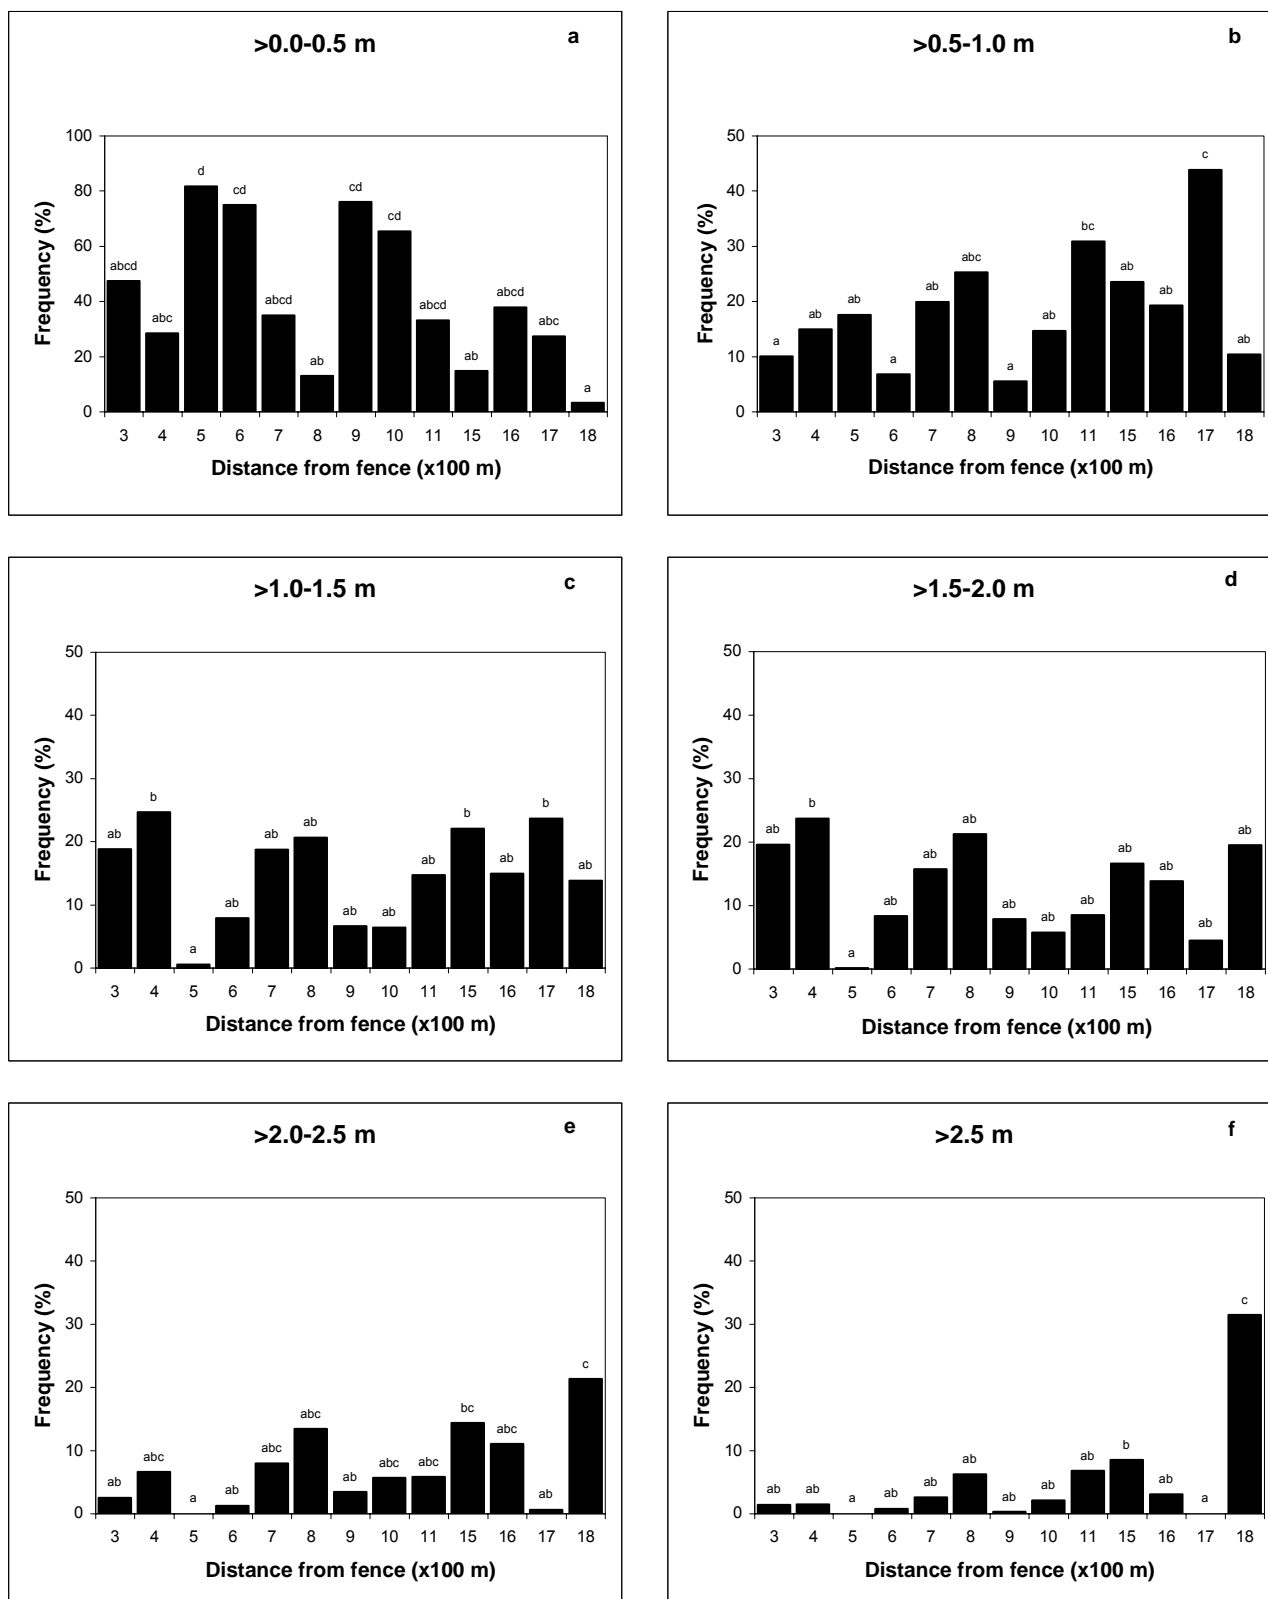 >0.0-0.5 m
a
100
80
60
40
20
0
Frequency (%)
abcd
abc
d
cd
abcd
ab
cd
cd
abcd
ab
abcd
abc
a
3 4 5 6 7 8 9 10 11 15 16 17 18
Distance from fence (x100 m)
>0.5-1.0 m
b
50
40
30
20
10
0
Frequency (%)
a
ab
ab
a
ab
abc
a
ab
bc
ab
ab
c
ab
3 4 5 6 7 8 9 10 11 15 16 17 18
Distance from fence (x100 m)
>1.0-1.5 m
c
50
40
30
20
10
0
Frequency (%)
ab
b
a
ab
ab
ab
ab
ab
ab
b
ab
b
ab
3 4 5 6 7 8 9 10 11 15 16 17 18
Distance from fence (x100 m)
>1.5-2.0 m
d
50
40
30
20
10
0
Frequency (%)
ab
b
a
ab
ab
ab
ab
ab
ab
ab
ab
ab
ab
3 4 5 6 7 8 9 10 11 15 16 17 18
Distance from fence (x100 m)
>2.0-2.5 m
e
50
40
30
20
10
0
Frequency (%)
ab
abc
a
ab
abc
abc
ab
abc
abc
bc
abc
ab
c
3 4 5 6 7 8 9 10 11 15 16 17 18
Distance from fence (x100 m)
>2.5 m
f
50
40
30
20
10
0
Frequency (%)
ab
ab
a
ab
ab
ab
ab
ab
ab
b
ab
a
c
3 4 5 6 7 8 9 10 11 15 16 17 18
Distance from fence (x100 m)